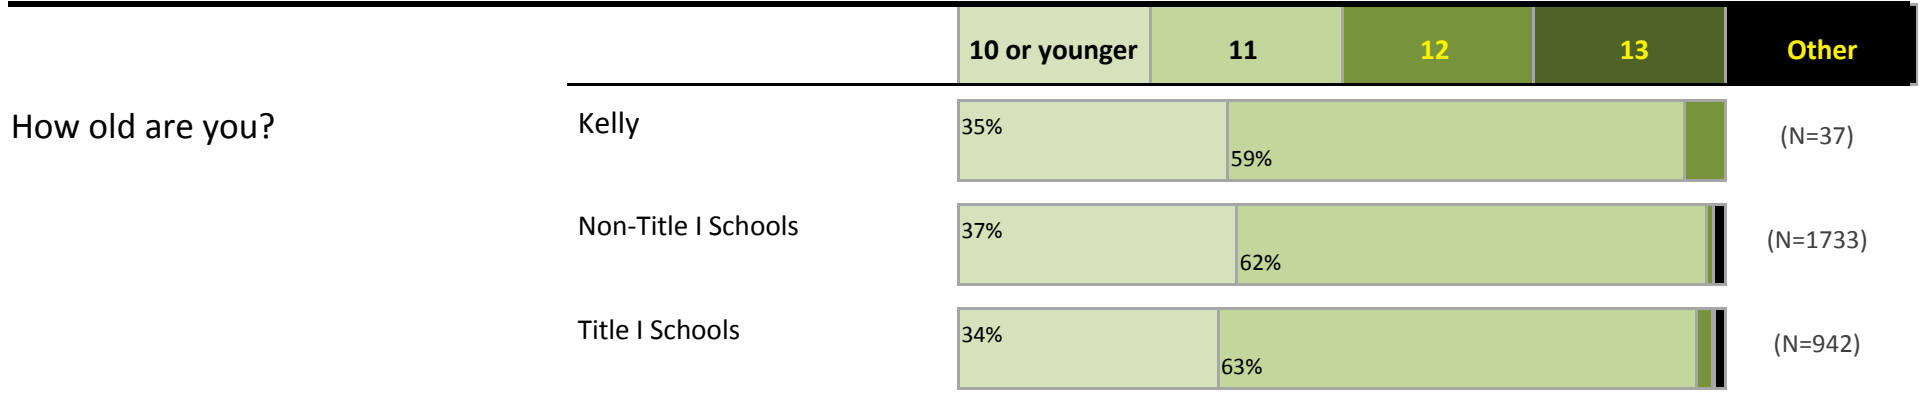 10 or younger 11 12 13 Other
How old are you? Kelly 35% 59% (N=37)
Non-Title I Schools 37% 62% (N=1733)
Title I Schools 34% 63% (N=942)